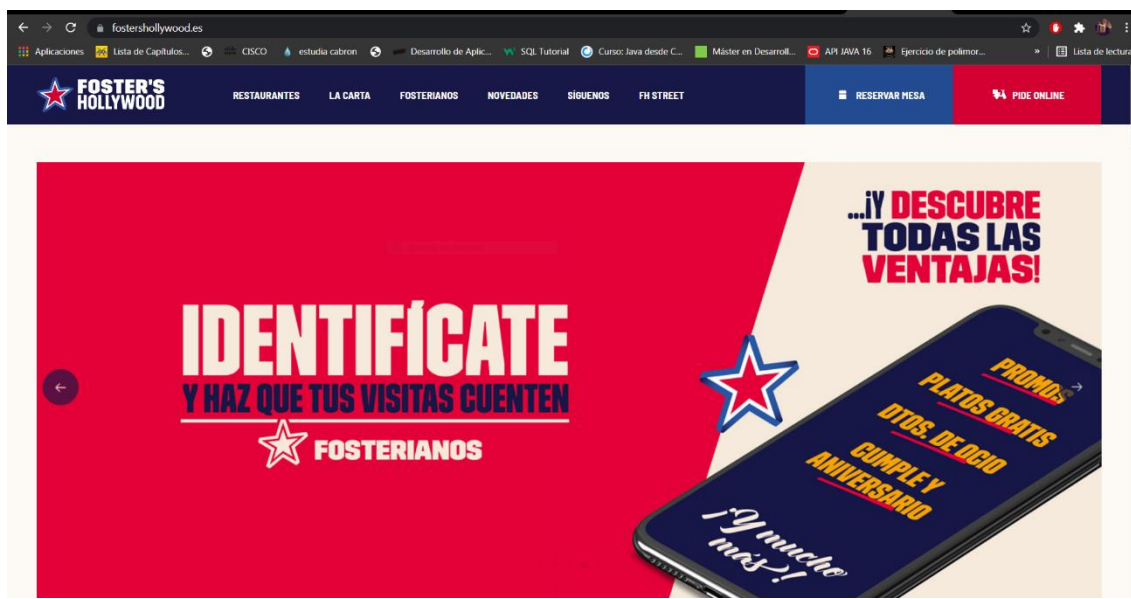 fostershollywood.es
Aplicaciones Lista de Capítulos... CISCO estudia cabron Desarrollo de Aplic... SQL Tutorial Curso: Java desde C... Máster en Desarroll... API JAVA 16 Ejercicio de polimor... » Lista de lectura
FOSTER'S
HOLLYWOOD
RESTAURANTES LA CARTA FOSTERIANOS NOVEDADES SÍGUENOS FH STREET RESERVAR MESA PIDE ONLINE
...¡Y DESCUBRE
TODAS LAS
VENTAJAS!
IDENTIFÍCATE
Y HAZ QUE TUS VISITAS CUENTEN
FOSTERIANOS
PROMOS
PLATOS GRATIS
DTOS. DE OCIO
CUMPLE Y
ANIVERSARIO
¡Y mucho
más!